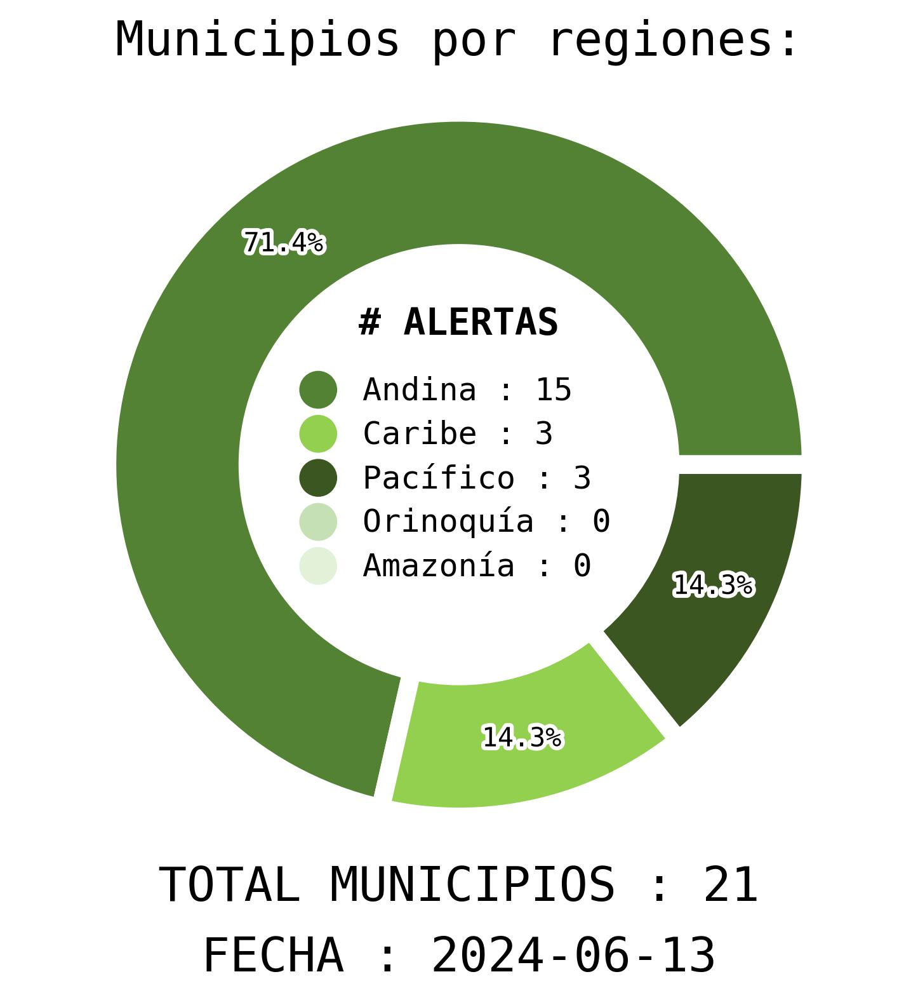 Municipios por regiones:
71.4%
# ALERTAS
Andina : 15
Caribe : 3
Pacífico : 3
Orinoquía : 0
Amazonía : 0
14.3%
14.3%
TOTAL MUNICIPIOS : 21
FECHA : 2024-06-13